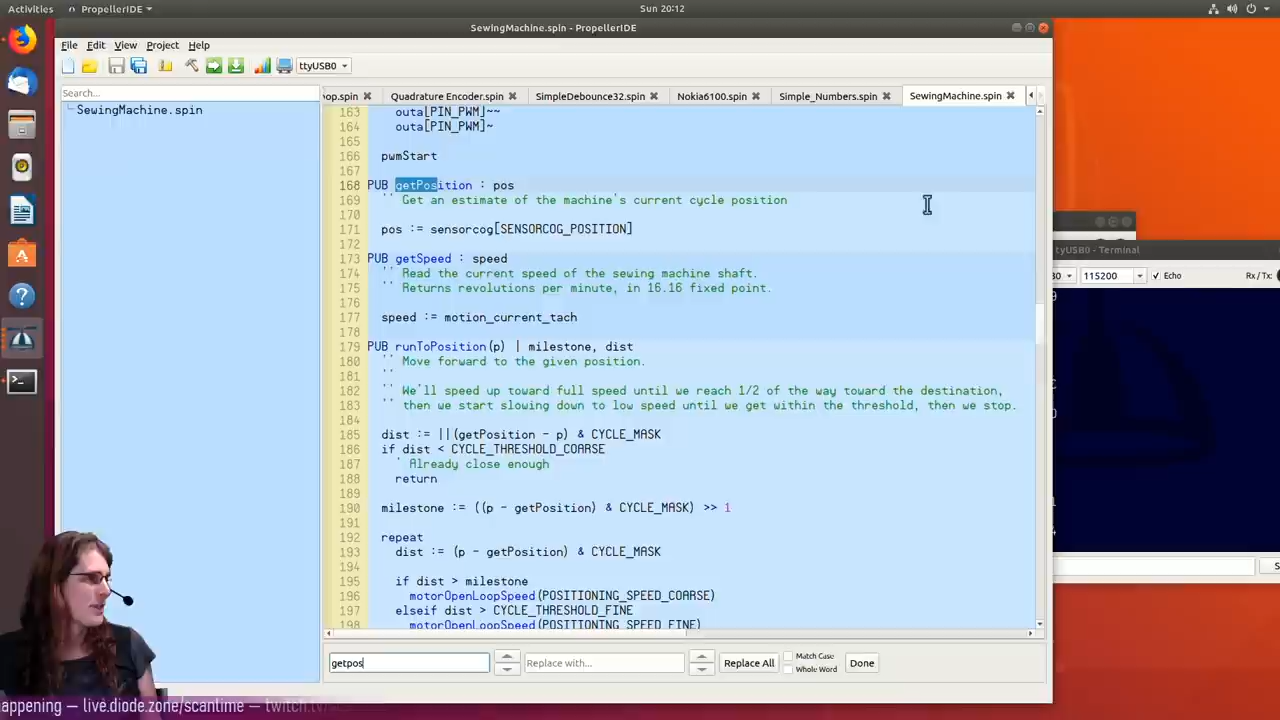 Activities
PropellerIDE
Sun 20:12
SewingMachine.spin - PropellerIDE
File Edit View Project Help
ttyUSB0
Search...
SewingMachine.spin
op.spin
Quadrature Encoder.spin
SimpleDebounce32.spin
Nokia6100.spin
Simple_Numbers.spin
SewingMachine.spin
163 outa[PIN_PWM]~~
164 outa[PIN_PWM]~
165
166 pwmStart
167
168 PUB getPosition : pos
169 '' Get an estimate of the machine's current cycle position
170
171 pos := sensorcog[SENSORCOG_POSITION]
172
173 PUB getSpeed : speed
174 '' Read the current speed of the sewing machine shaft.
175 '' Returns revolutions per minute, in 16.16 fixed point.
176
177 speed := motion_current_tach
178
179 PUB runToPosition(p) | milestone, dist
180 '' Move forward to the given position.
181 ''
182 '' We'll speed up toward full speed until we reach 1/2 of the way toward the destination,
183 '' then we start slowing down to low speed until we get within the threshold, then we stop.
184
185 dist := ||(getPosition - p) & CYCLE_MASK
186 if dist < CYCLE_THRESHOLD_COARSE
187 ' Already close enough
188 return
189
190 milestone := ((p - getPosition) & CYCLE_MASK) >> 1
191
192 repeat
193 dist := (p - getPosition) & CYCLE_MASK
194
195 if dist > milestone
196 motorOpenLoopSpeed(POSITIONING_SPEED_COARSE)
197 elseif dist > CYCLE_THRESHOLD_FINE
198 motorOpenLoopSpeed(POSITIONING_SPEED_FINE)
getpos
Replace with...
Replace All
Match Case
Whole Word
Done
ttyUSB0 - Terminal
115200
Echo
Rx / Tx:
appening — live.diode.zone/scantime — twitch.tv/